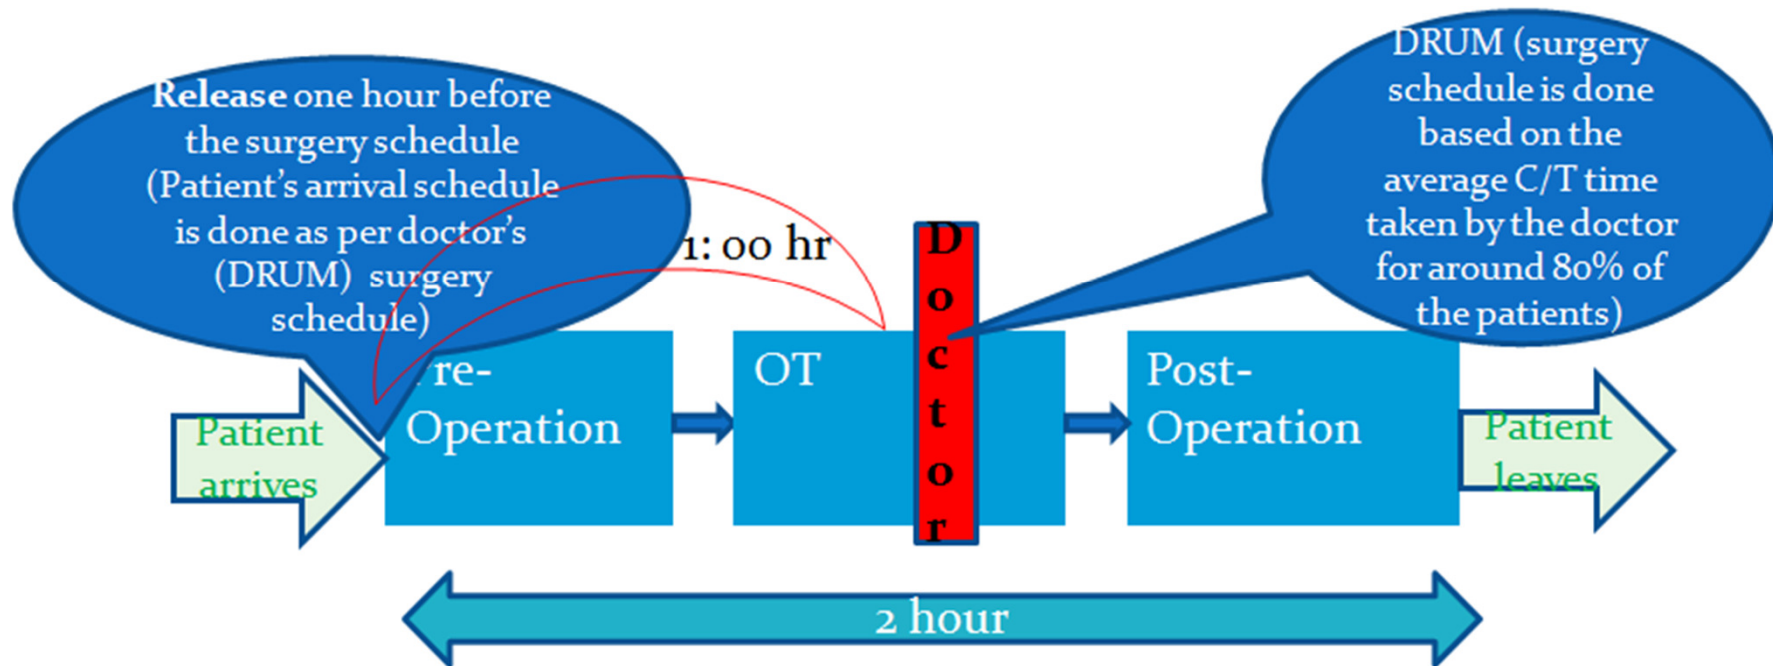 Release one hour before
the surgery schedule
(Patient's arrival schedule
is done as per doctor's
(DRUM) surgery
schedule)
1: 00 hr
DRUM (surgery
schedule is done
based on the
average C/T time
taken by the doctor
for around 80% of
the patients)
Patient
arrives
Pre-
Operation
OT
Doctor
Post-
Operation
Patient
leaves
2 hour